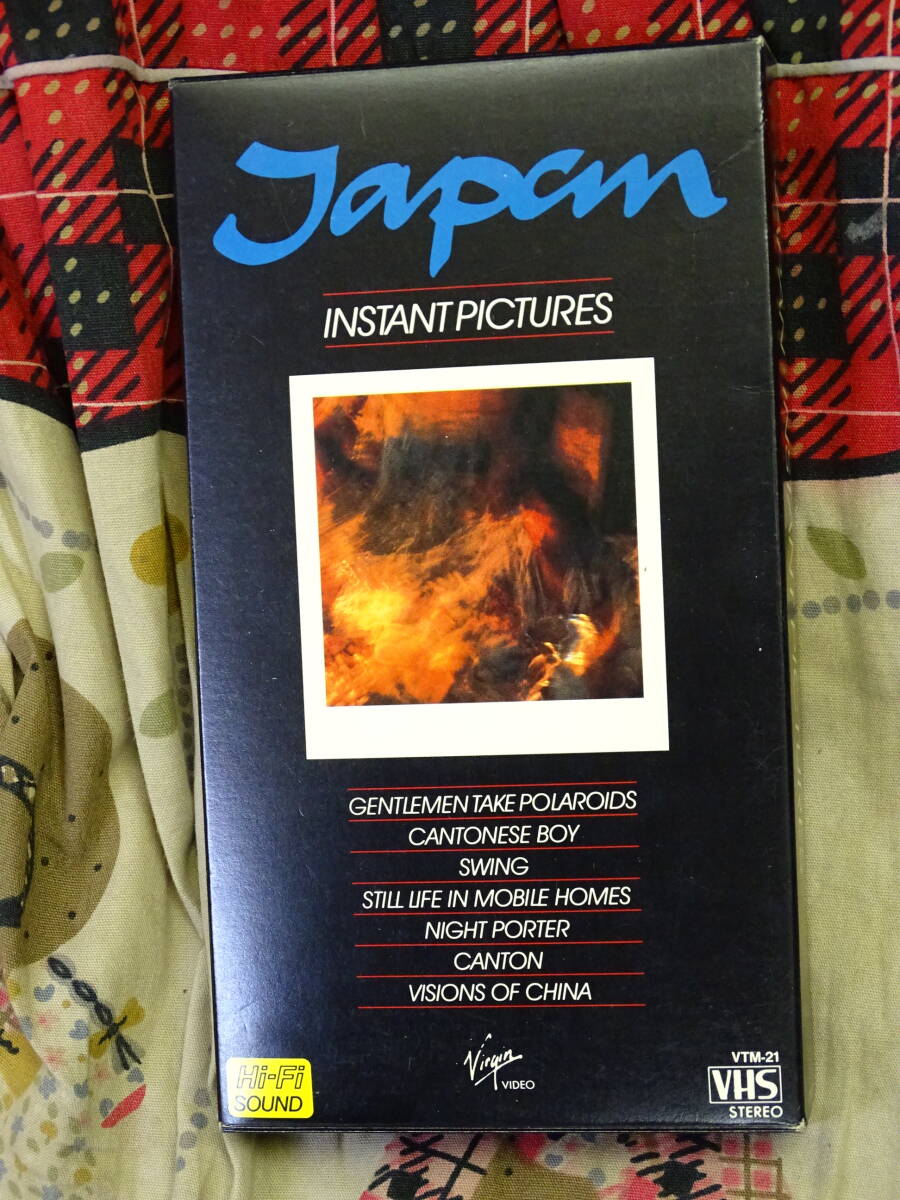 Japan
INSTANT PICTURES
GENTLEMEN TAKE POLAROIDS
CANTONESE BOY
SWING
STILL LIFE IN MOBILE HOMES
NIGHT PORTER
CANTON
VISIONS OF CHINA
Hi-Fi
SOUND
Virgin
VIDEO
VTM-21
VHS
STEREO